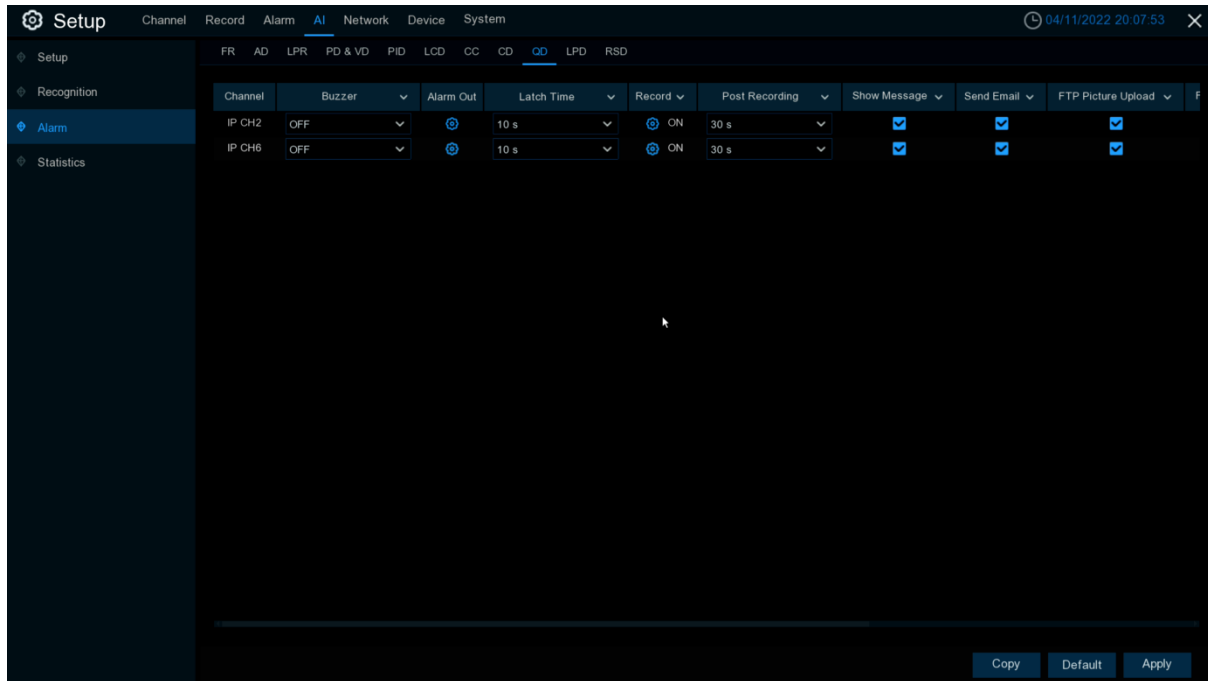 Setup Channel Record Alarm AI Network Device System 04/11/2022 20:07:53
Setup
Recognition
Alarm
Statistics
FR AD LPR PD & VD PID LCD CC CD QD LPD RSD
Channel Buzzer Alarm Out Latch Time Record Post Recording Show Message Send Email FTP Picture Upload F
IP CH2 OFF 10 s ON 30 s
IP CH6 OFF 10 s ON 30 s
Copy Default Apply